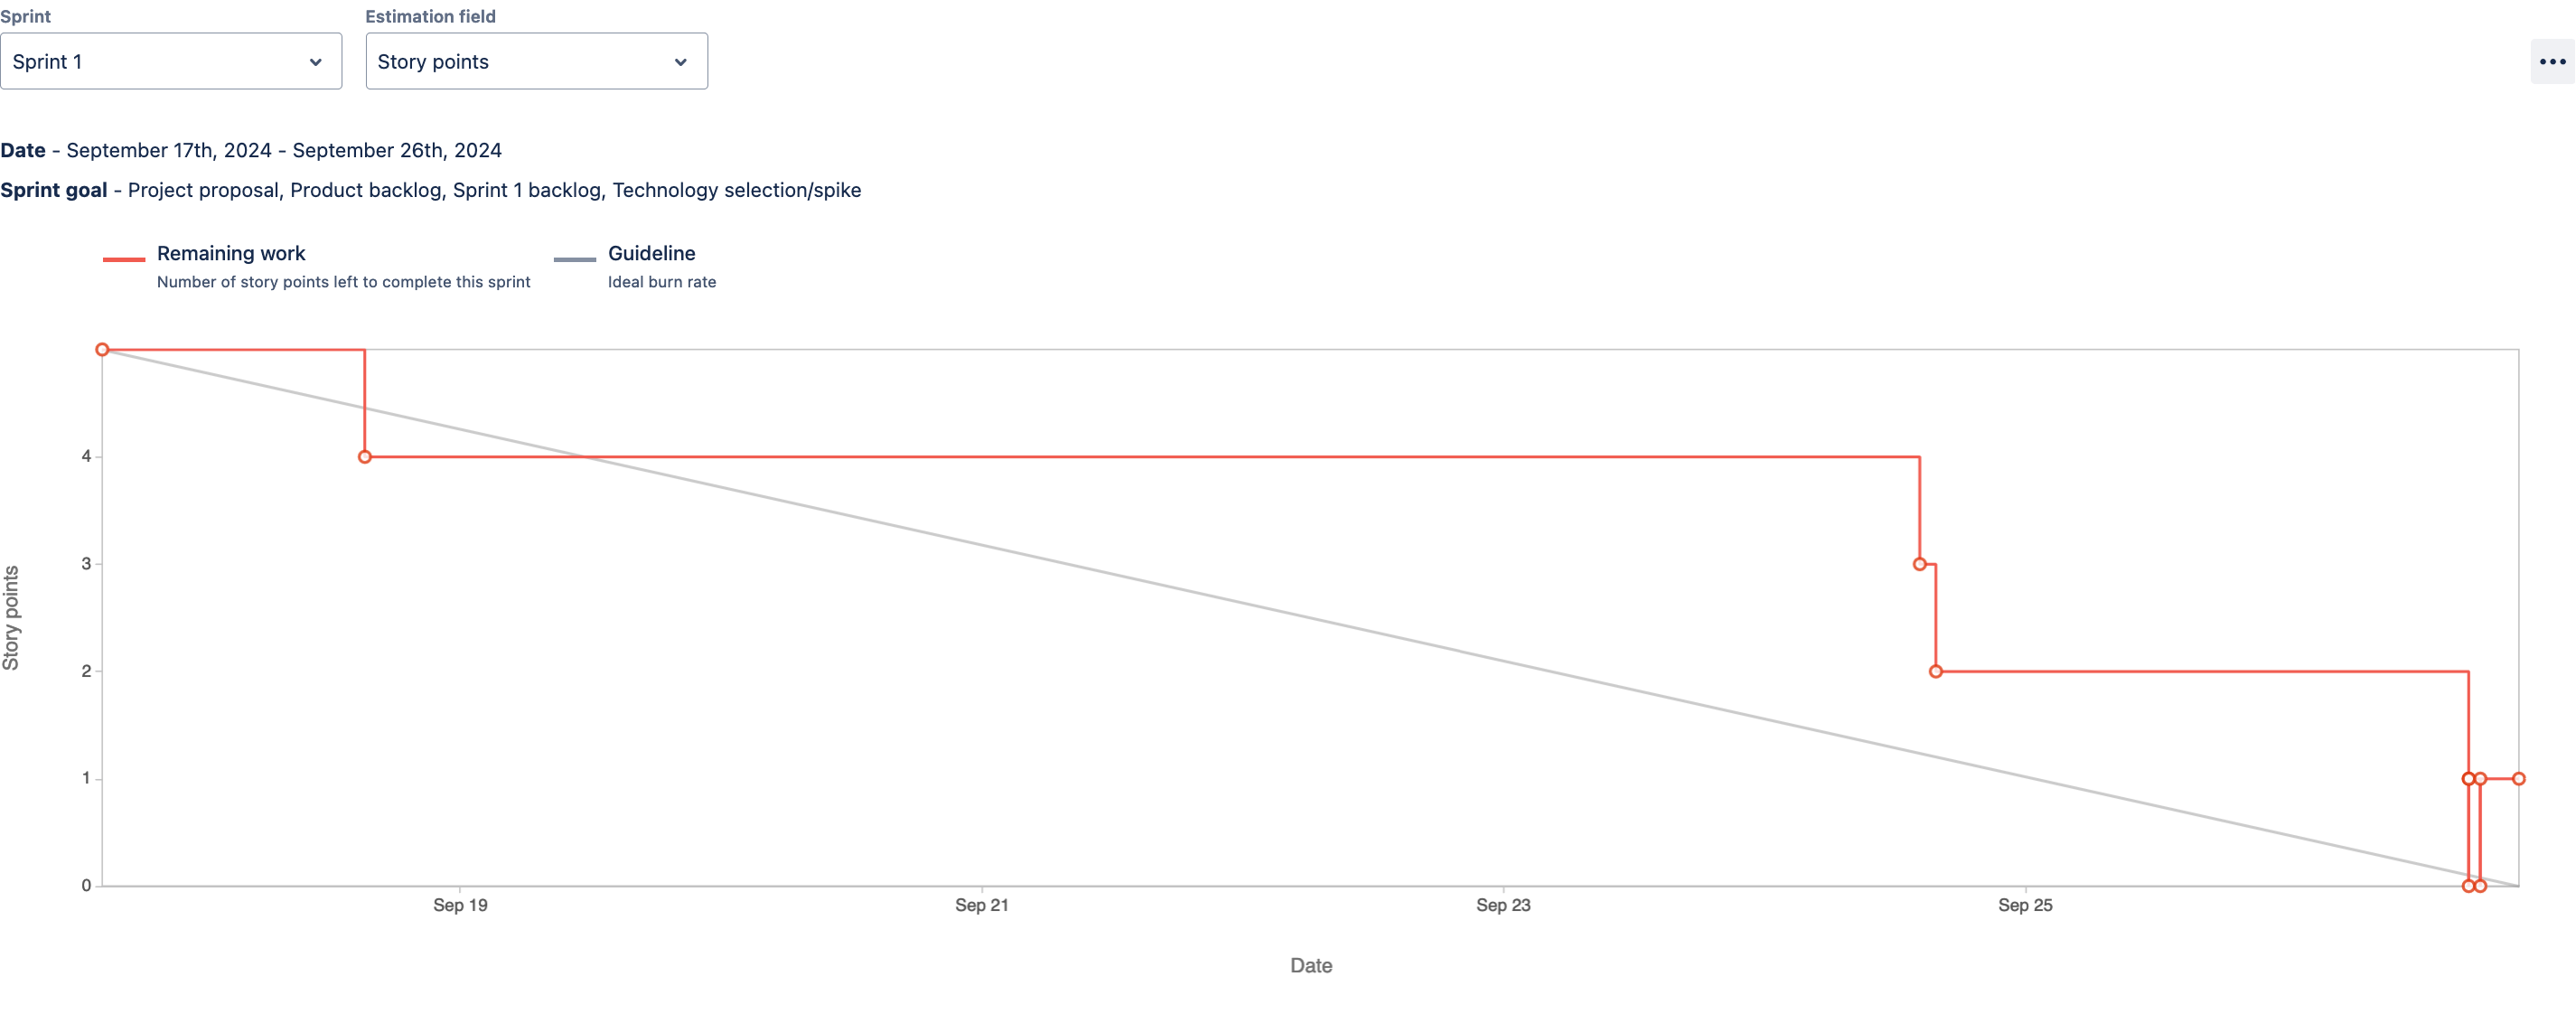 Sprint
Estimation field
Sprint 1
Story points
Date - September 17th, 2024 - September 26th, 2024
Sprint goal - Project proposal, Product backlog, Sprint 1 backlog, Technology selection/spike
Remaining work
Number of story points left to complete this sprint
Guideline
Ideal burn rate
Story points
4
3
2
1
0
Sep 19
Sep 21
Sep 23
Sep 25
Date